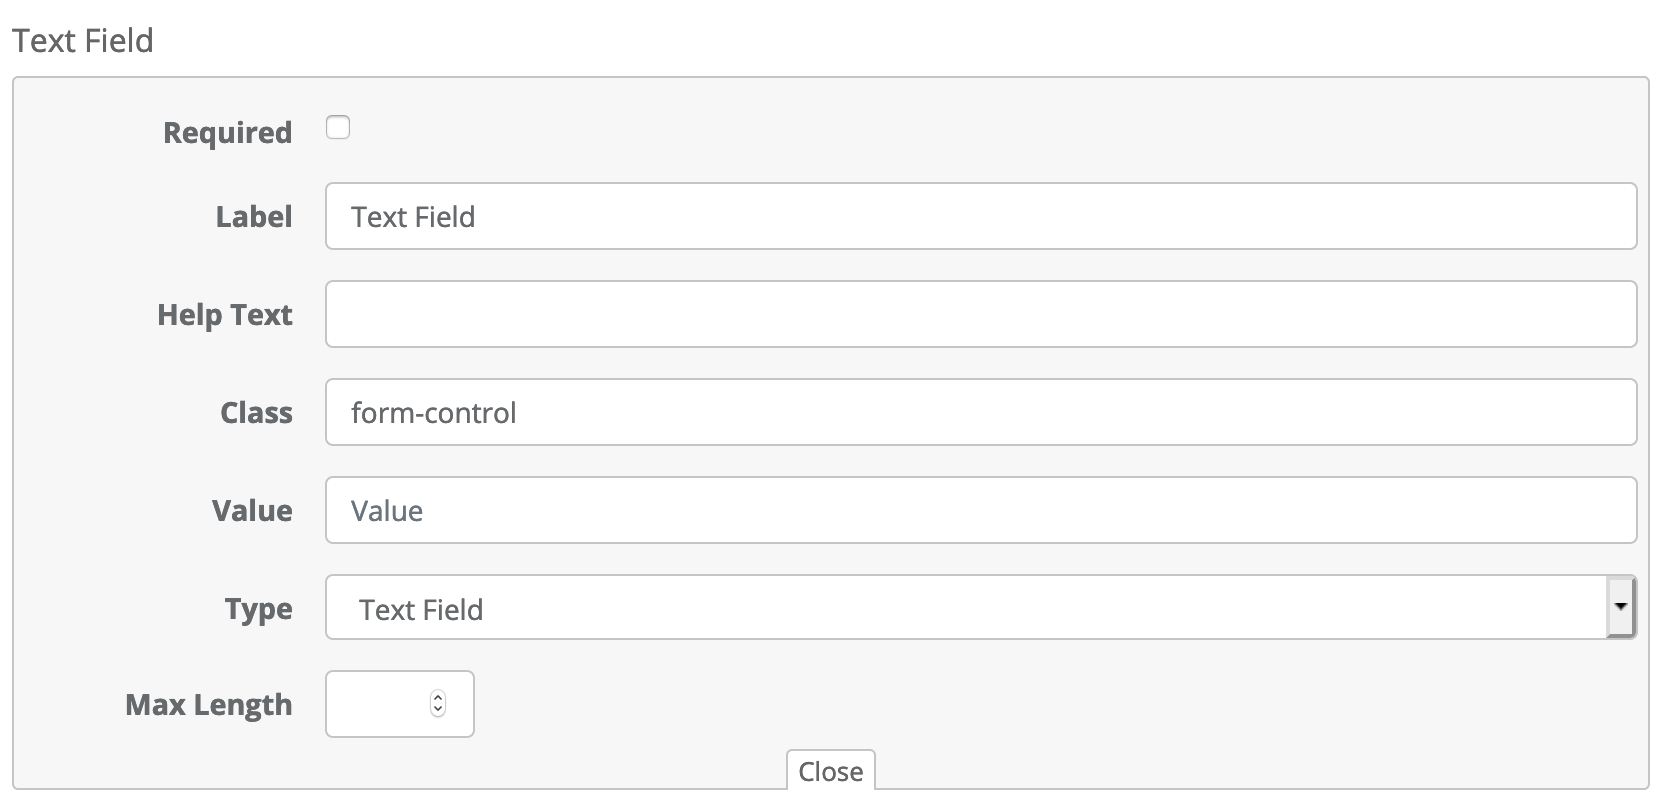 Text Field
Required
Label Text Field
Help Text
Class form-control
Value Value
Type Text Field
Max Length
Close